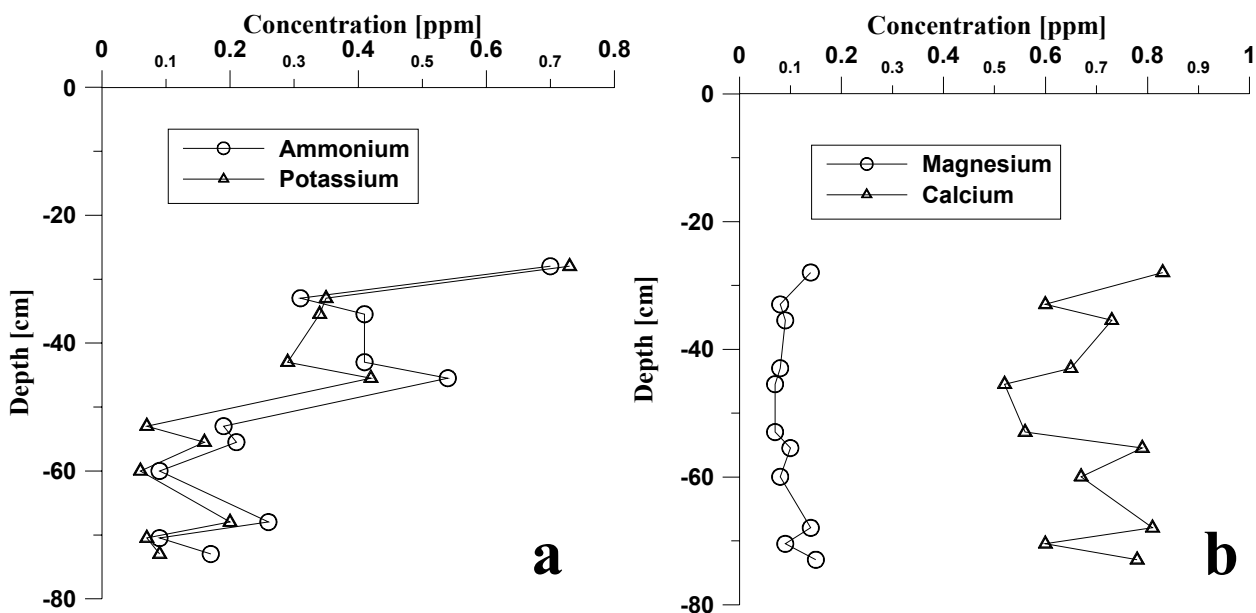 Concentration [ppm]
0 0.2 0.4 0.6 0.8
0.1 0.3 0.5 0.7
0
-20
-40
-60
-80
Depth [cm]
Ammonium
Potassium
a
Concentration [ppm]
0 0.2 0.4 0.6 0.8 1
0.1 0.3 0.5 0.7 0.9
0
-20
-40
-60
-80
Depth [cm]
Magnesium
Calcium
b